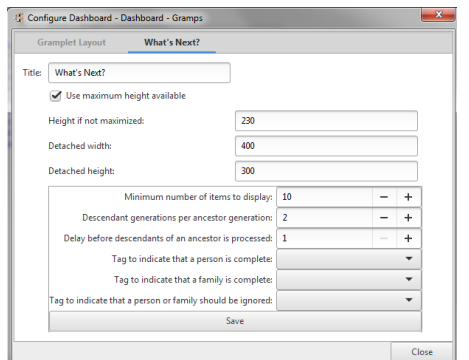 Configure Dashboard - Dashboard - Gramps
Gramplet Layout What's Next?
Title: What's Next?
Use maximum height available
Height if not maximized: 230
Detached width: 400
Detached height: 300
Minimum number of items to display: 10 − +
Descendant generations per ancestor generation: 2 − +
Delay before descendants of an ancestor is processed: 1 − +
Tag to indicate that a person is complete:
Tag to indicate that a family is complete:
Tag to indicate that a person or family should be ignored:
Save
Close